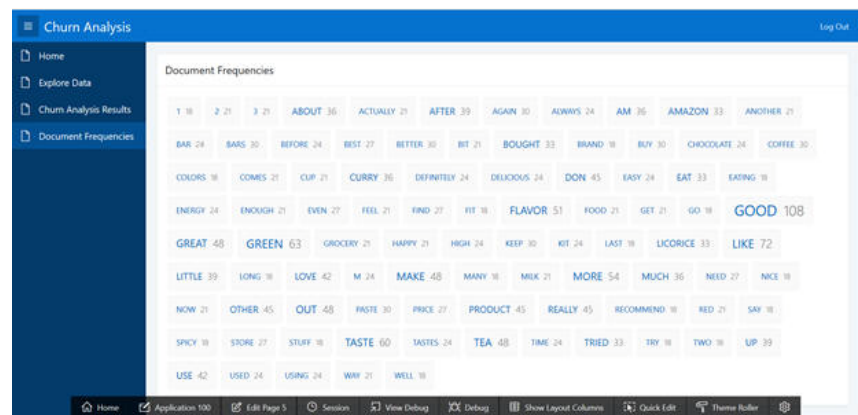 Churn Analysis
Log Out
Home
Explore Data
Churn Analysis Results
Document Frequencies
Document Frequencies
1 18 2 21 3 21 ABOUT 36 ACTUALLY 21 AFTER 39 AGAIN 30 ALWAYS 24 AM 36 AMAZON 33 ANOTHER 21
BAR 24 BARS 30 BEFORE 24 BEST 27 BETTER 30 BIT 21 BOUGHT 33 BRAND 18 BUY 30 CHOCOLATE 24 COFFEE 30
COLORS 18 COMES 21 CUP 21 CURRY 36 DEFINITELY 24 DELICIOUS 24 DON 45 EASY 24 EAT 33 EATING 18
ENERGY 24 ENOUGH 21 EVEN 27 FEEL 21 FIND 27 FIT 18 FLAVOR 51 FOOD 21 GET 21 GO 18 GOOD 108
GREAT 48 GREEN 63 GROCERY 21 HAPPY 21 HIGH 24 KEEP 30 KIT 24 LAST 18 LICORICE 33 LIKE 72
LITTLE 39 LONG 18 LOVE 42 M 24 MAKE 48 MANY 18 MILK 21 MORE 54 MUCH 36 NEED 27 NICE 18
NOW 21 OTHER 45 OUT 48 PASTE 30 PRICE 27 PRODUCT 45 REALLY 45 RECOMMEND 18 RED 21 SAY 18
SPICY 18 STORE 27 STUFF 18 TASTE 60 TASTES 24 TEA 48 TIME 24 TRIED 33 TRY 18 TWO 18 UP 39
USE 42 USED 24 USING 24 WAY 21 WELL 18
Home Application 100 Edit Page 5 Session View Debug Debug Show Layout Columns Quick Edit Theme Roller